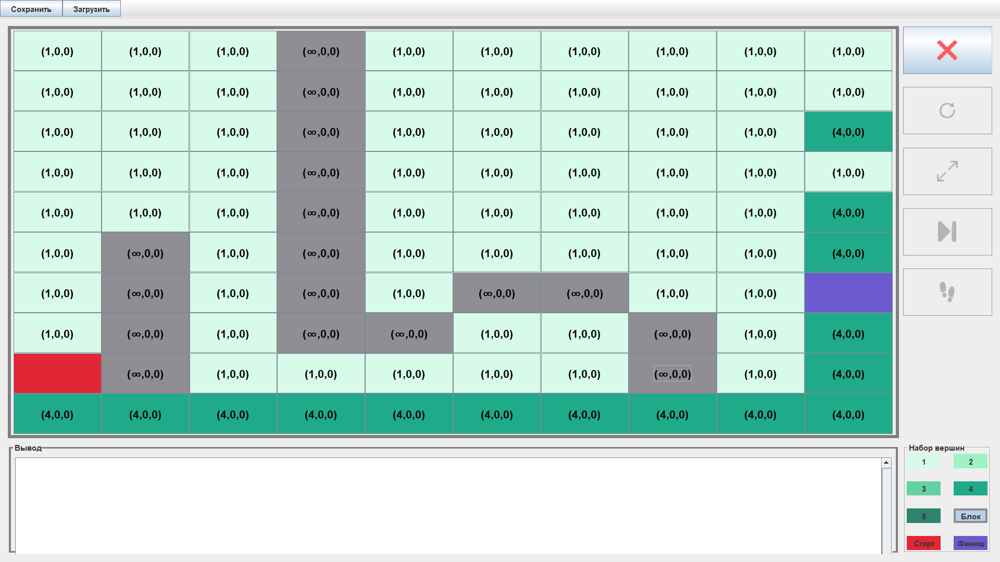 Сохранить Загрузить
(1,0,0) (1,0,0) (1,0,0) (∞,0,0) (1,0,0) (1,0,0) (1,0,0) (1,0,0) (1,0,0) (1,0,0)
(1,0,0) (1,0,0) (1,0,0) (∞,0,0) (1,0,0) (1,0,0) (1,0,0) (1,0,0) (1,0,0) (1,0,0)
(1,0,0) (1,0,0) (1,0,0) (∞,0,0) (1,0,0) (1,0,0) (1,0,0) (1,0,0) (1,0,0) (4,0,0)
(1,0,0) (1,0,0) (1,0,0) (∞,0,0) (1,0,0) (1,0,0) (1,0,0) (1,0,0) (1,0,0) (1,0,0)
(1,0,0) (1,0,0) (1,0,0) (∞,0,0) (1,0,0) (1,0,0) (1,0,0) (1,0,0) (1,0,0) (4,0,0)
(1,0,0) (∞,0,0) (1,0,0) (∞,0,0) (1,0,0) (1,0,0) (1,0,0) (1,0,0) (1,0,0) (4,0,0)
(1,0,0) (∞,0,0) (1,0,0) (∞,0,0) (1,0,0) (∞,0,0) (∞,0,0) (1,0,0) (1,0,0)
(1,0,0) (∞,0,0) (1,0,0) (∞,0,0) (∞,0,0) (1,0,0) (1,0,0) (∞,0,0) (1,0,0) (4,0,0)
(∞,0,0) (1,0,0) (1,0,0) (1,0,0) (1,0,0) (1,0,0) (∞,0,0) (1,0,0) (4,0,0)
(4,0,0) (4,0,0) (4,0,0) (4,0,0) (4,0,0) (4,0,0) (4,0,0) (4,0,0) (4,0,0) (4,0,0)
Вывод
Набор вершин
1 2
3 4
5 Блок
Старт Финиш